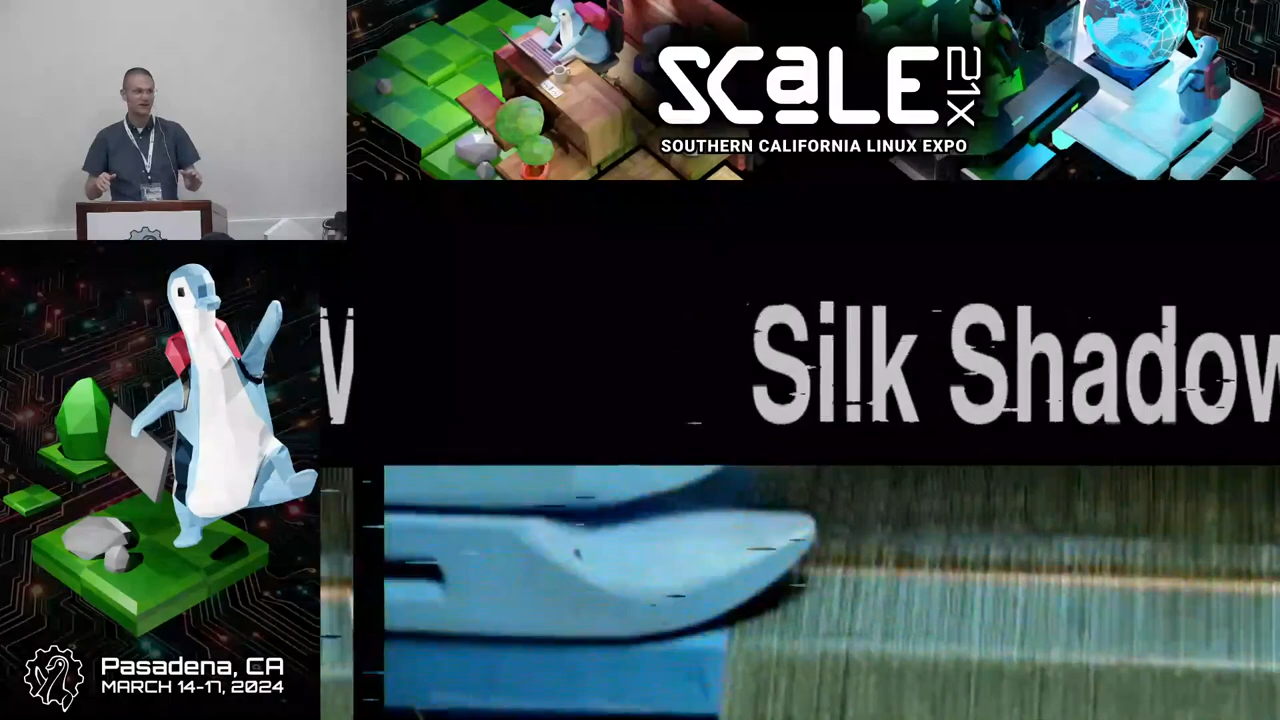 SCaLE 21x
SOUTHERN CALIFORNIA LINUX EXPO
Silk Shadow
Pasadena, CA
MARCH 14-17, 2024